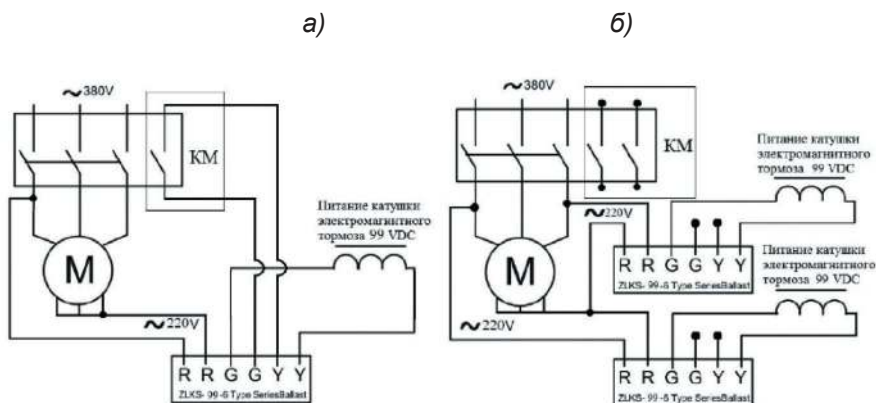 а)
б)
~380V
КМ
Питание катушки
электромагнитного
тормоза 99 VDC
М
~220V
R R G G Y Y
ZLKS- 99 -6 Type SeriesBallast
~380V
КМ
Питание катушки
электромагнитного
тормоза 99 VDC
~220V
R R G G Y Y
ZLKS- 99 -6 Type SeriesBallast
М
Питание катушки
электромагнитного
тормоза 99 VDC
~220V
R R G G Y Y
ZLKS- 99 -6 Type SeriesBallast